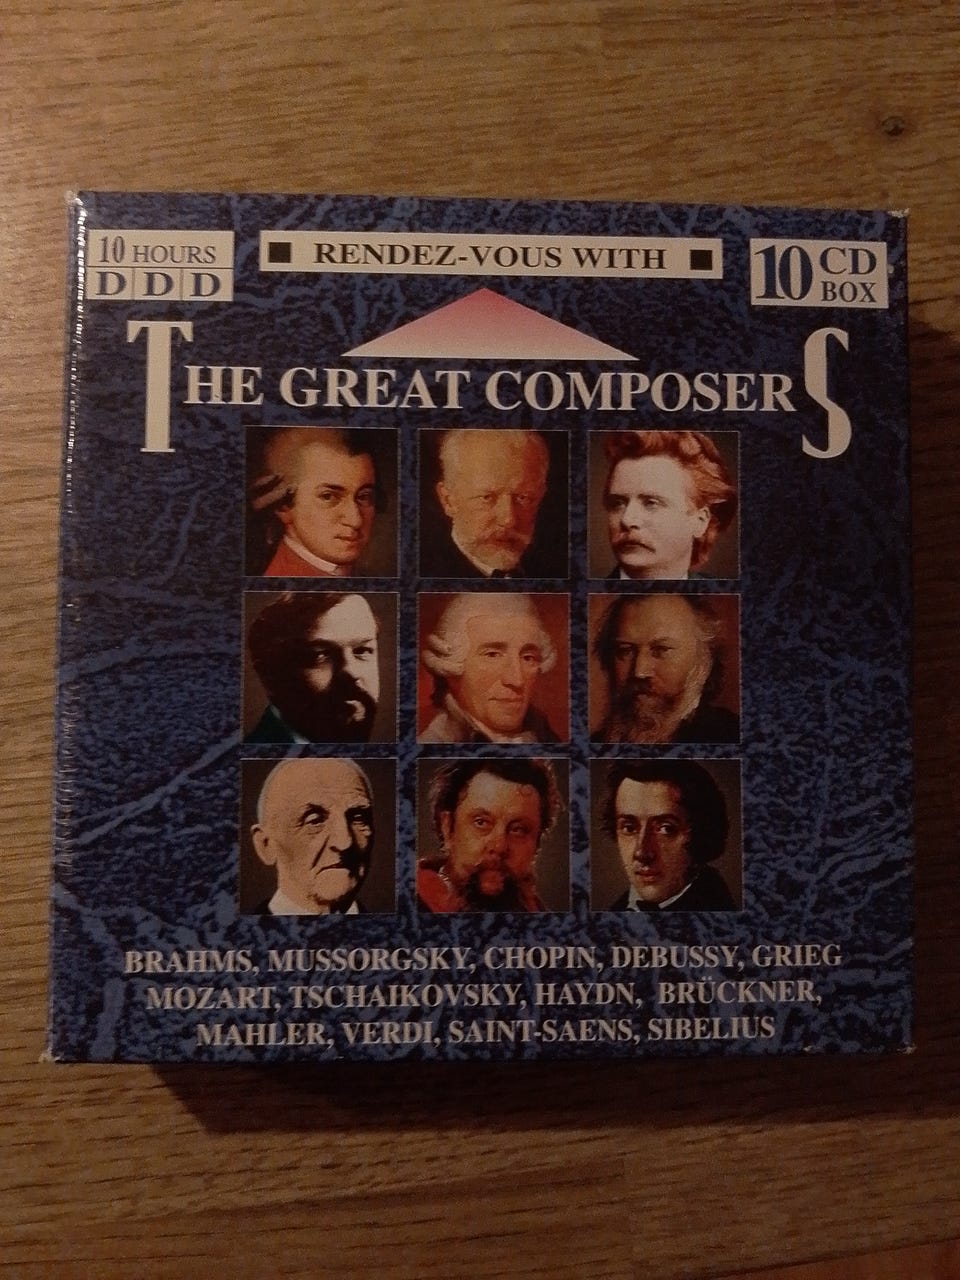 10 HOURS
D D D
RENDEZ-VOUS WITH
10 CD
BOX
THE GREAT COMPOSERS
BRAHMS, MUSSORGSKY, CHOPIN, DEBUSSY, GRIEG
MOZART, TSCHAIKOVSKY, HAYDN, BRÜCKNER,
MAHLER, VERDI, SAINT-SAENS, SIBELIUS